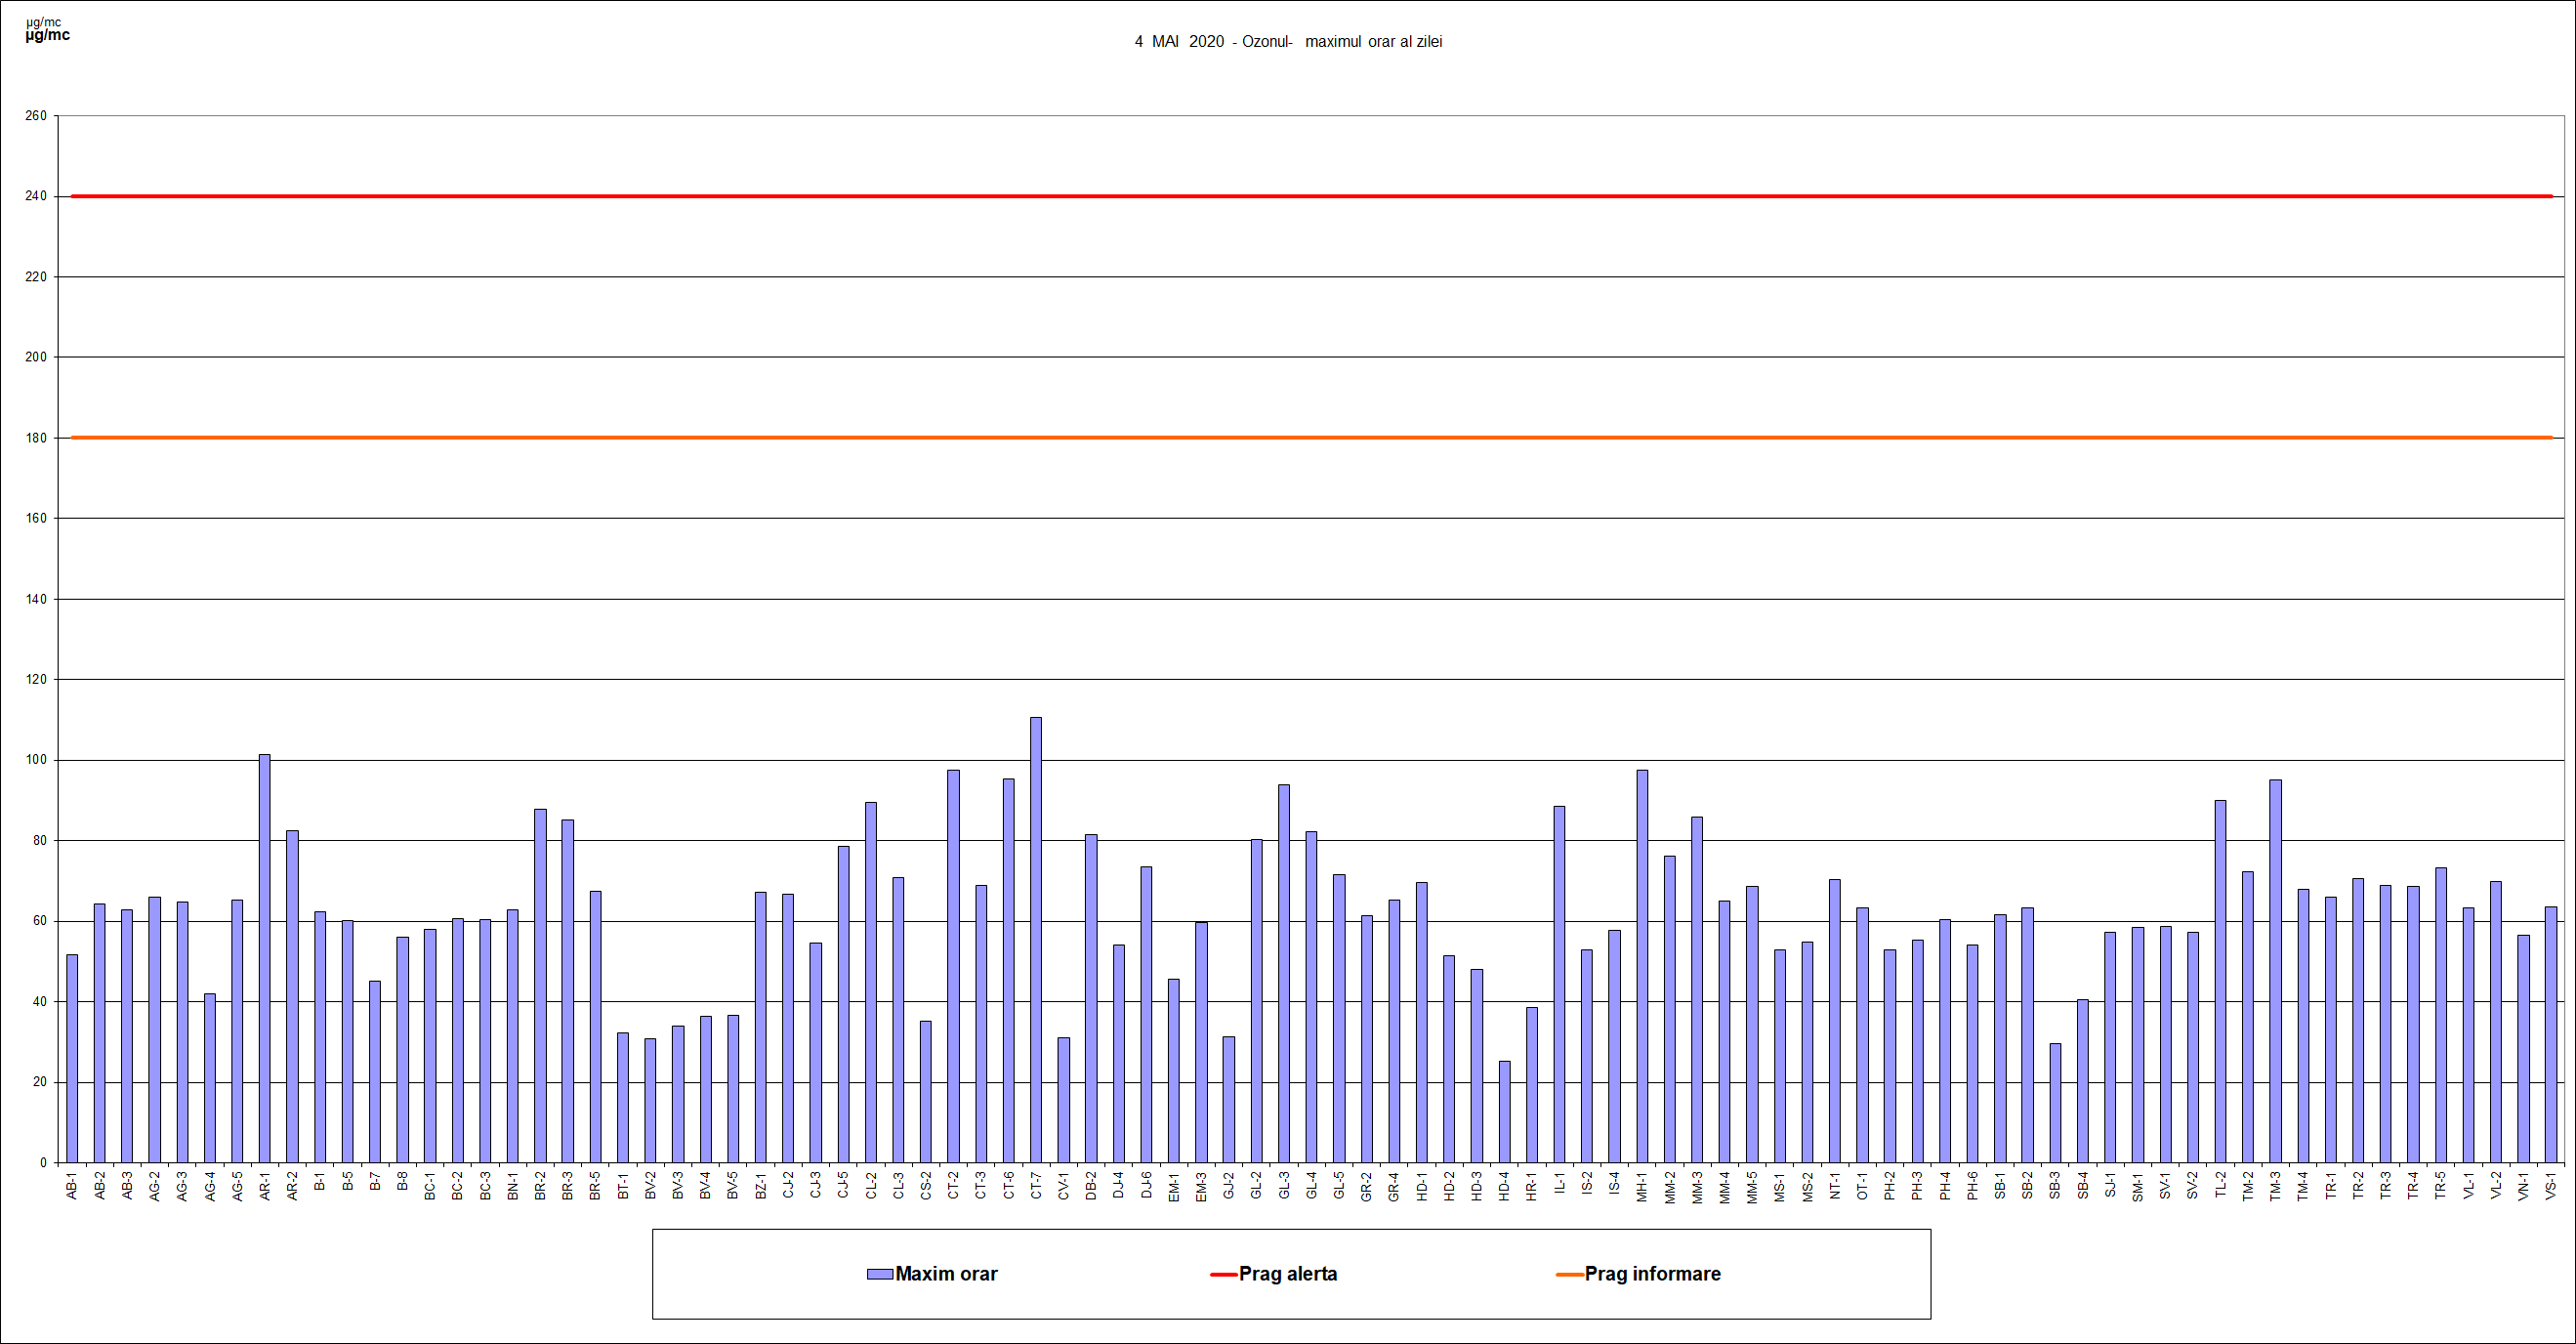 µg/mc
µg/mc
4 MAI 2020 - Ozonul- maximul orar al zilei
260
240
220
200
180
160
140
120
100
80
60
40
20
0
AB-1 AB-2 AB-3 AG-2 AG-3 AG-4 AG-5 AR-1 AR-2 B-1 B-5 B-7 B-8 BC-1 BC-2 BC-3 BN-1 BR-2 BR-3 BR-5 BT-1 BV-2 BV-3 BV-4 BV-5 BZ-1 CJ-2 CJ-3 CJ-5 CL-2 CL-3 CS-2 CT-2 CT-3 CT-6 CT-7 CV-1 DB-2 DJ-4 DJ-6 EM-1 EM-3 GJ-2 GL-2 GL-3 GL-4 GL-5 GR-2 GR-4 HD-1 HD-2 HD-3 HD-4 HR-1 IL-1 IS-2 IS-4 MH-1 MM-2 MM-3 MM-4 MM-5 MS-1 MS-2 NT-1 OT-1 PH-2 PH-3 PH-4 PH-6 SB-1 SB-2 SB-3 SB-4 SJ-1 SM-1 SV-1 SV-2 TL-2 TM-2 TM-3 TM-4 TR-1 TR-2 TR-3 TR-4 TR-5 VL-1 VL-2 VN-1 VS-1
Maxim orar Prag alerta Prag informare